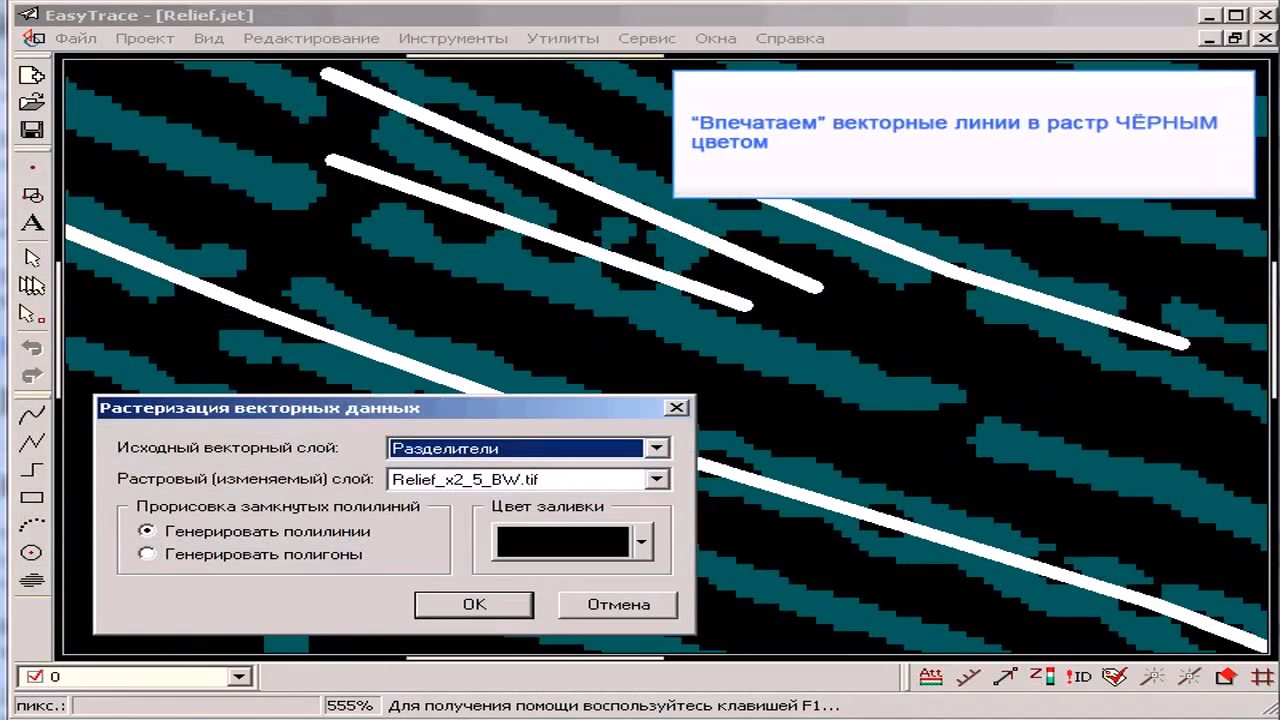 EasyTrace - [Relief.jet]
Файл Проект Вид Редактирование Инструменты Утилиты Сервис Окна Справка
"Впечатаем" векторные линии в растр ЧЁРНЫМ
цветом
Растеризация векторных данных
Исходный векторный слой: Разделители
Растровый (изменяемый) слой: Relief_x2_5_BW.tif
Прорисовка замкнутых полилиний Цвет заливки
Генерировать полилинии
Генерировать полигоны
OK Отмена
0
Att Z !ID
пикс.: 555% Для получения помощи воспользуйтесь клавишей F1...